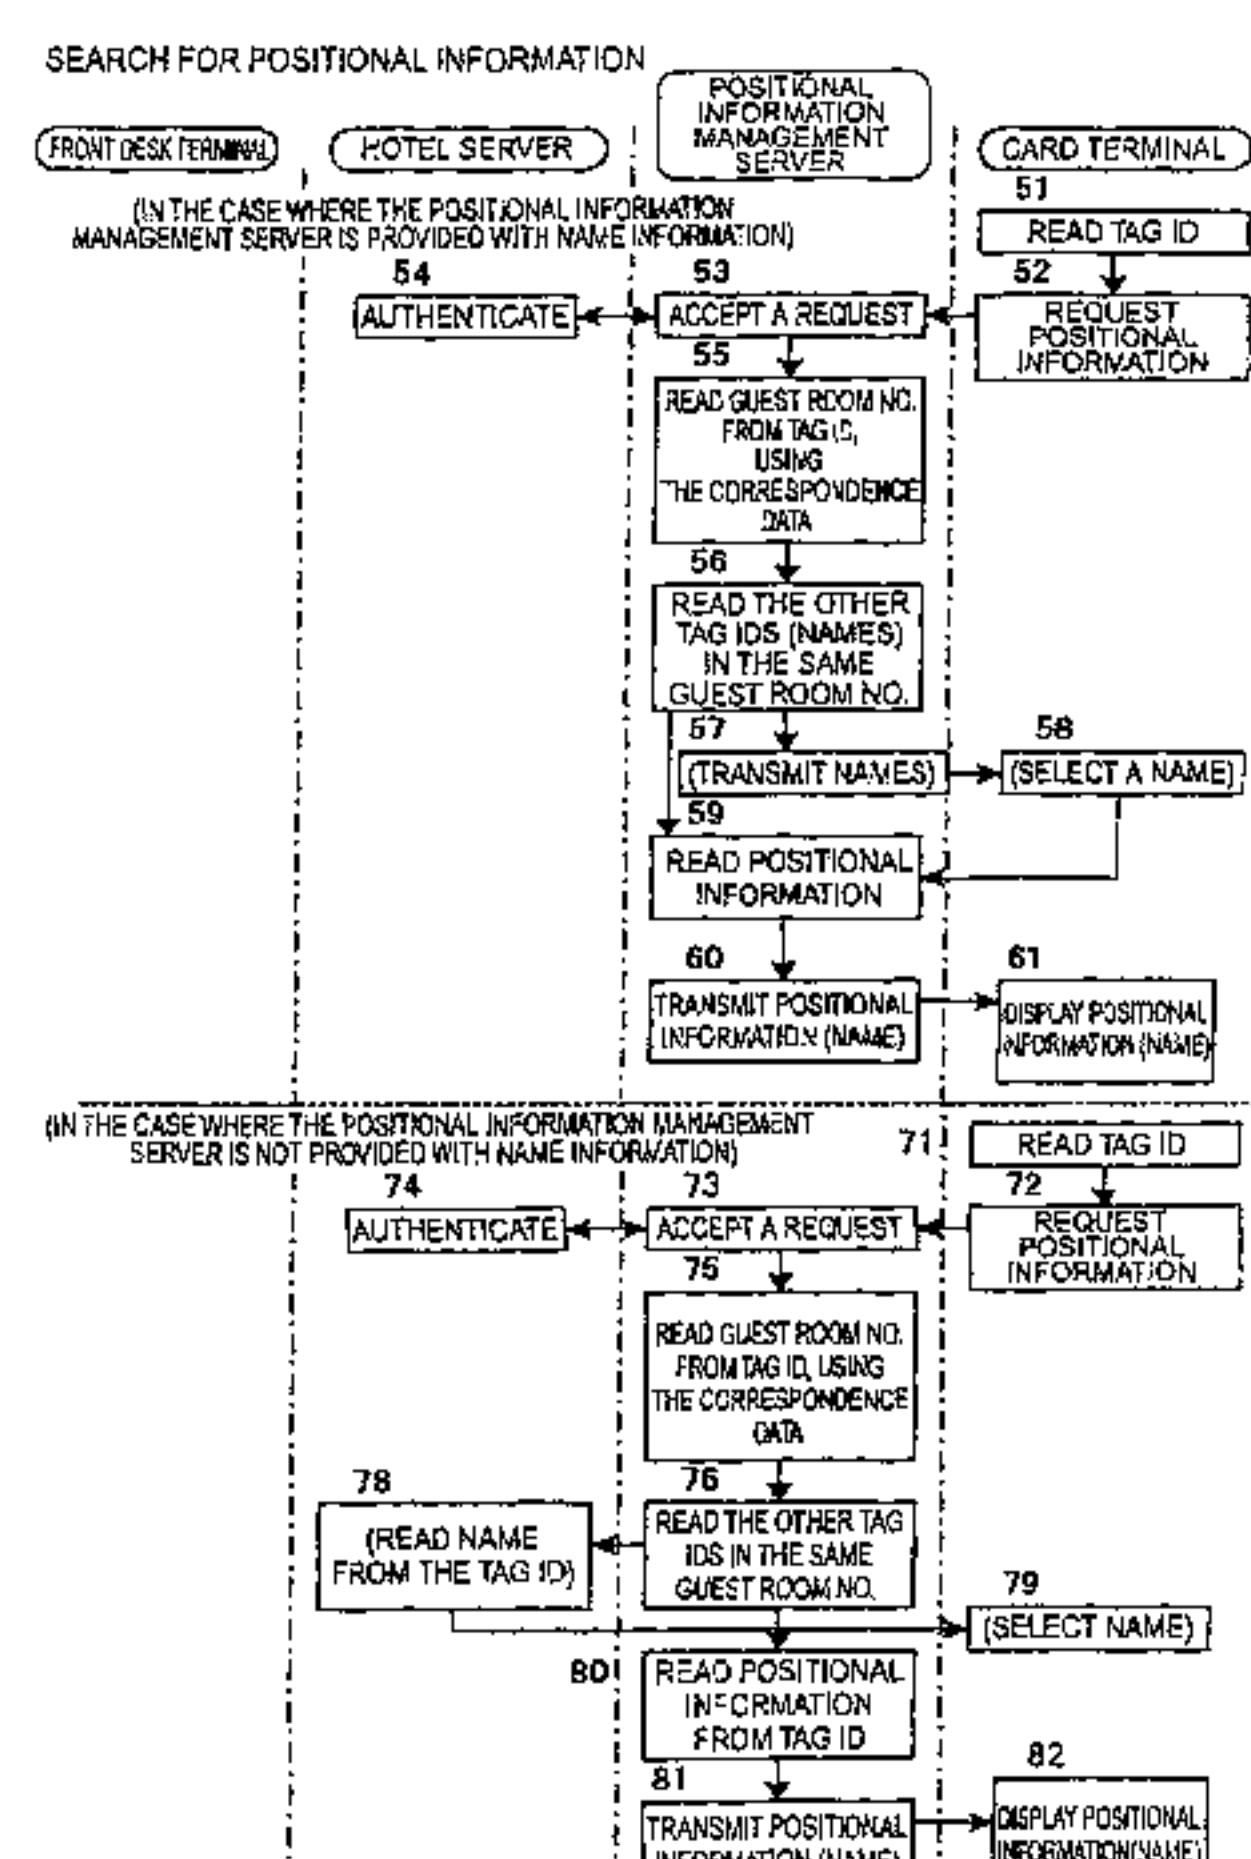 SEARCH FOR POSITIONAL INFORMATION
FRONT DESK TERMINAL
HOTEL SERVER
POSITIONAL
INFORMATION
MANAGEMENT
SERVER
CARD TERMINAL
(IN THE CASE WHERE THE POSITIONAL INFORMATION
MANAGEMENT SERVER IS PROVIDED WITH NAME INFORMATION)
51
READ TAG ID
54
53
52
AUTHENTICATE
ACCEPT A REQUEST
REQUEST
POSITIONAL
INFORMATION
55
READ GUEST ROOM NO.
FROM TAG ID,
USING
THE CORRESPONDENCE
DATA
56
READ THE OTHER
TAG IDS (NAMES)
IN THE SAME
GUEST ROOM NO.
57
58
(TRANSMIT NAMES)
(SELECT A NAME)
59
READ POSITIONAL
INFORMATION
60
61
TRANSMIT POSITIONAL
INFORMATION (NAME)
DISPLAY POSITIONAL
INFORMATION (NAME)
(IN THE CASE WHERE THE POSITIONAL INFORMATION MANAGEMENT
SERVER IS NOT PROVIDED WITH NAME INFORMATION)
71
READ TAG ID
74
73
72
AUTHENTICATE
ACCEPT A REQUEST
REQUEST
POSITIONAL
INFORMATION
75
READ GUEST ROOM NO.
FROM TAG ID, USING
THE CORRESPONDENCE
DATA
78
76
(READ NAME
FROM THE TAG ID)
READ THE OTHER TAG
IDS IN THE SAME
GUEST ROOM NO.
79
(SELECT NAME)
80
READ POSITIONAL
INFORMATION
FROM TAG ID
81
82
TRANSMIT POSITIONAL
INFORMATION (NAME)
DISPLAY POSITIONAL
INFORMATION (NAME)